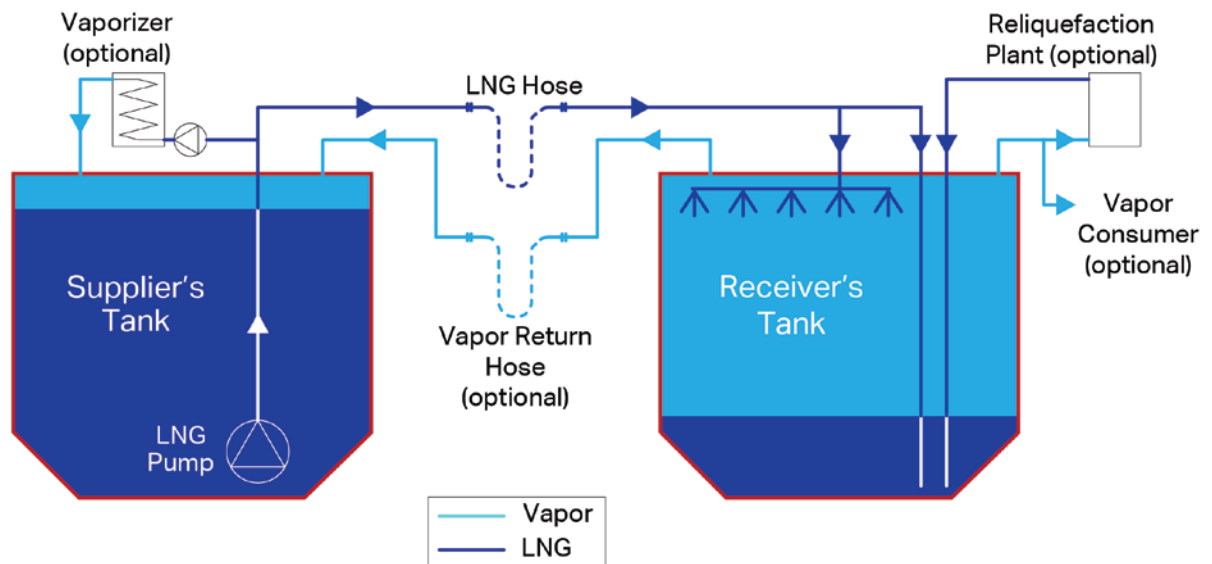 Vaporizer
(optional)
LNG Hose
Reliquefaction
Plant (optional)
Supplier's
Tank
LNG
Pump
Vapor Return
Hose
(optional)
Receiver's
Tank
Vapor
Consumer
(optional)
Vapor
LNG